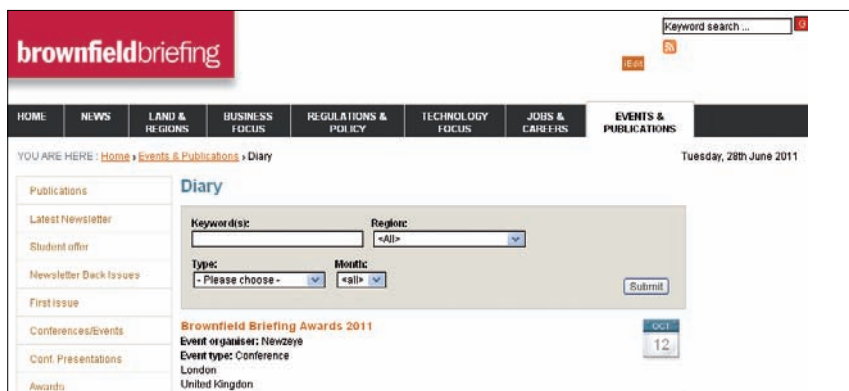 Keyword search ... G
brownfieldbriefing
iEdit
HOME NEWS LAND & REGIONS BUSINESS FOCUS REGULATIONS & POLICY TECHNOLOGY FOCUS JOBS & CAREERS EVENTS & PUBLICATIONS
YOU ARE HERE : Home › Events & Publications › Diary
Tuesday, 28th June 2011
Publications
Latest Newsletter
Student offer
Newsletter Back Issues
First issue
Conferences/Events
Conf. Presentations
Awards
Diary
Keyword(s): Region:
<All>
Type: Month:
- Please choose - <all>
Submit
Brownfield Briefing Awards 2011
Event organiser: Newzeye
Event type: Conference
London
United Kingdom
OCT
12